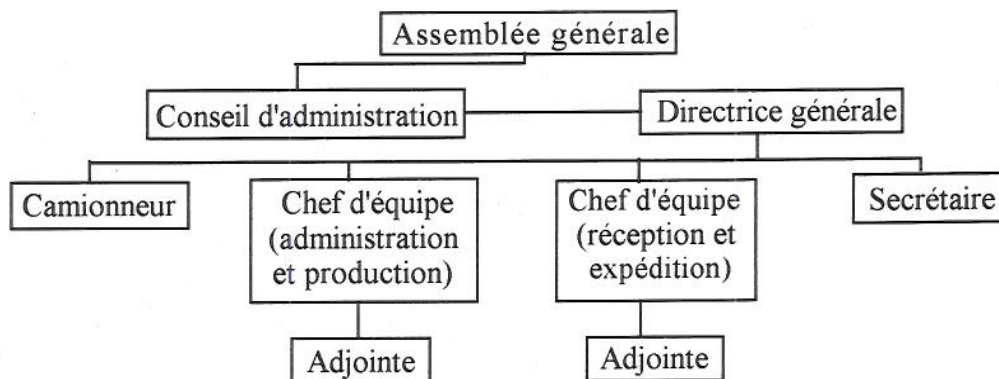 Assemblée générale
Conseil d'administration
Directrice générale
Camionneur
Chef d'équipe
(administration
et production)
Chef d'équipe
(réception et
expédition)
Secrétaire
Adjointe
Adjointe